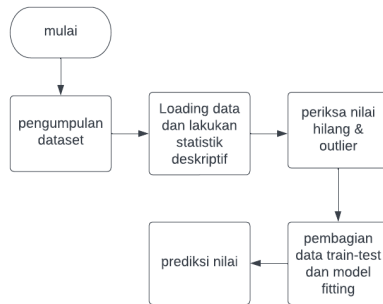 mulai
pengumpulan
dataset
Loading data
dan lakukan
statistik
deskriptif
periksa nilai
hilang &
outlier
pembagian
data train-test
dan model
fitting
prediksi nilai